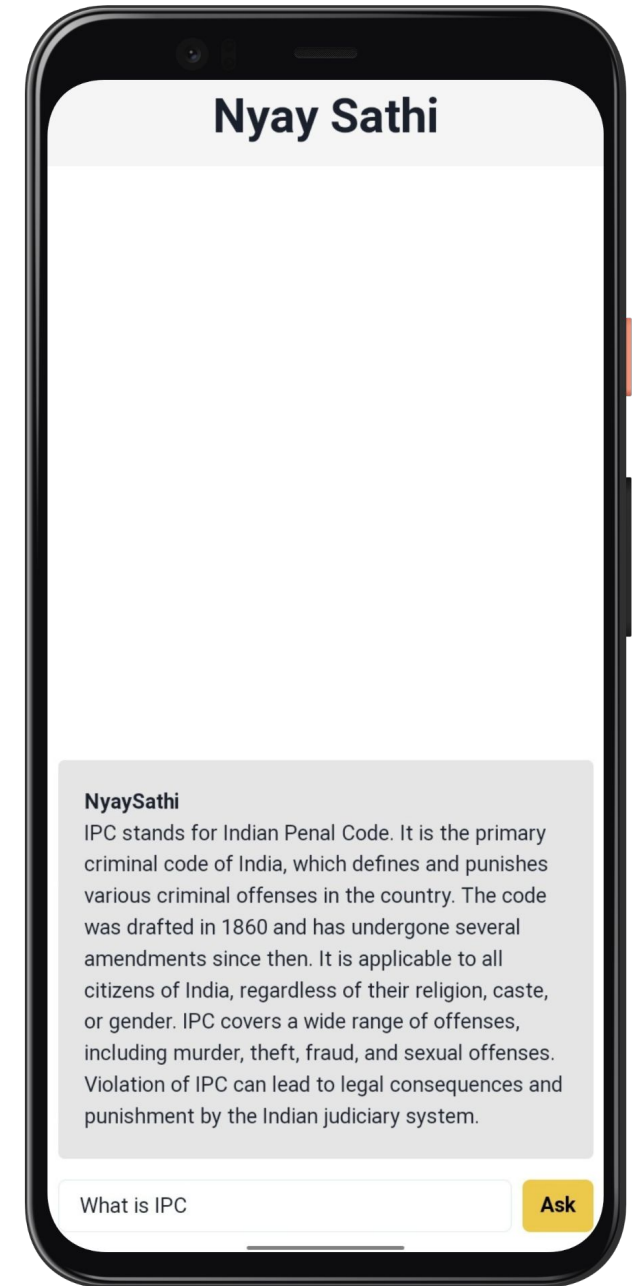 Nyay Sathi
NyaySathi
IPC stands for Indian Penal Code. It is the primary
criminal code of India, which defines and punishes
various criminal offenses in the country. The code
was drafted in 1860 and has undergone several
amendments since then. It is applicable to all
citizens of India, regardless of their religion, caste,
or gender. IPC covers a wide range of offenses,
including murder, theft, fraud, and sexual offenses.
Violation of IPC can lead to legal consequences and
punishment by the Indian judiciary system.
What is IPC
Ask